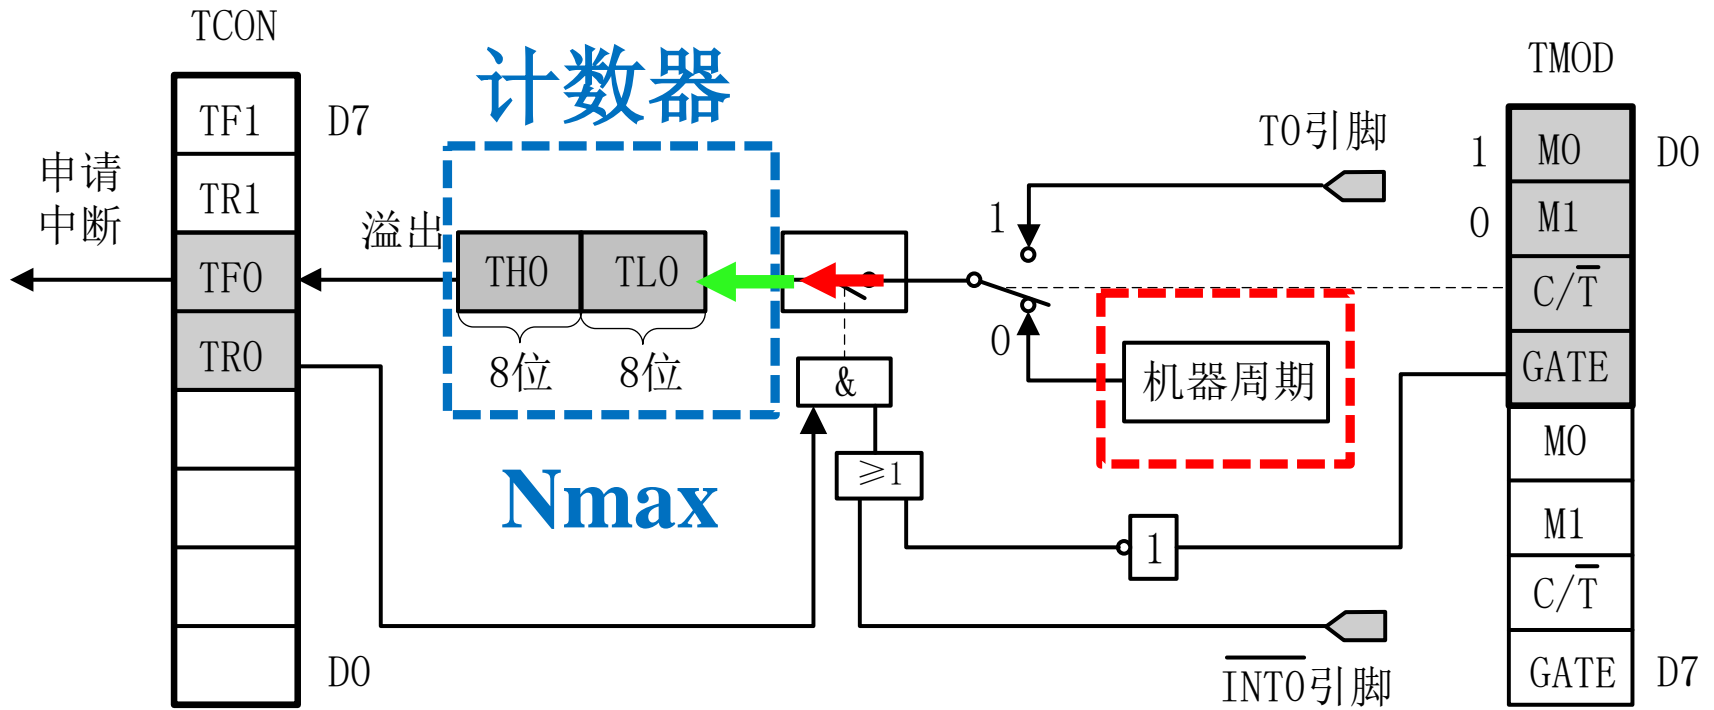 TCON
TF1
D7
TR1
TF0
TR0
D0
申请
中断
溢出
计数器
TH0
TL0
8位
8位
Nmax
&
≥1
1
1
0
T0引脚
机器周期
INT0引脚
TMOD
1
M0
D0
0
M1
C/T
GATE
M0
M1
C/T
GATE
D7